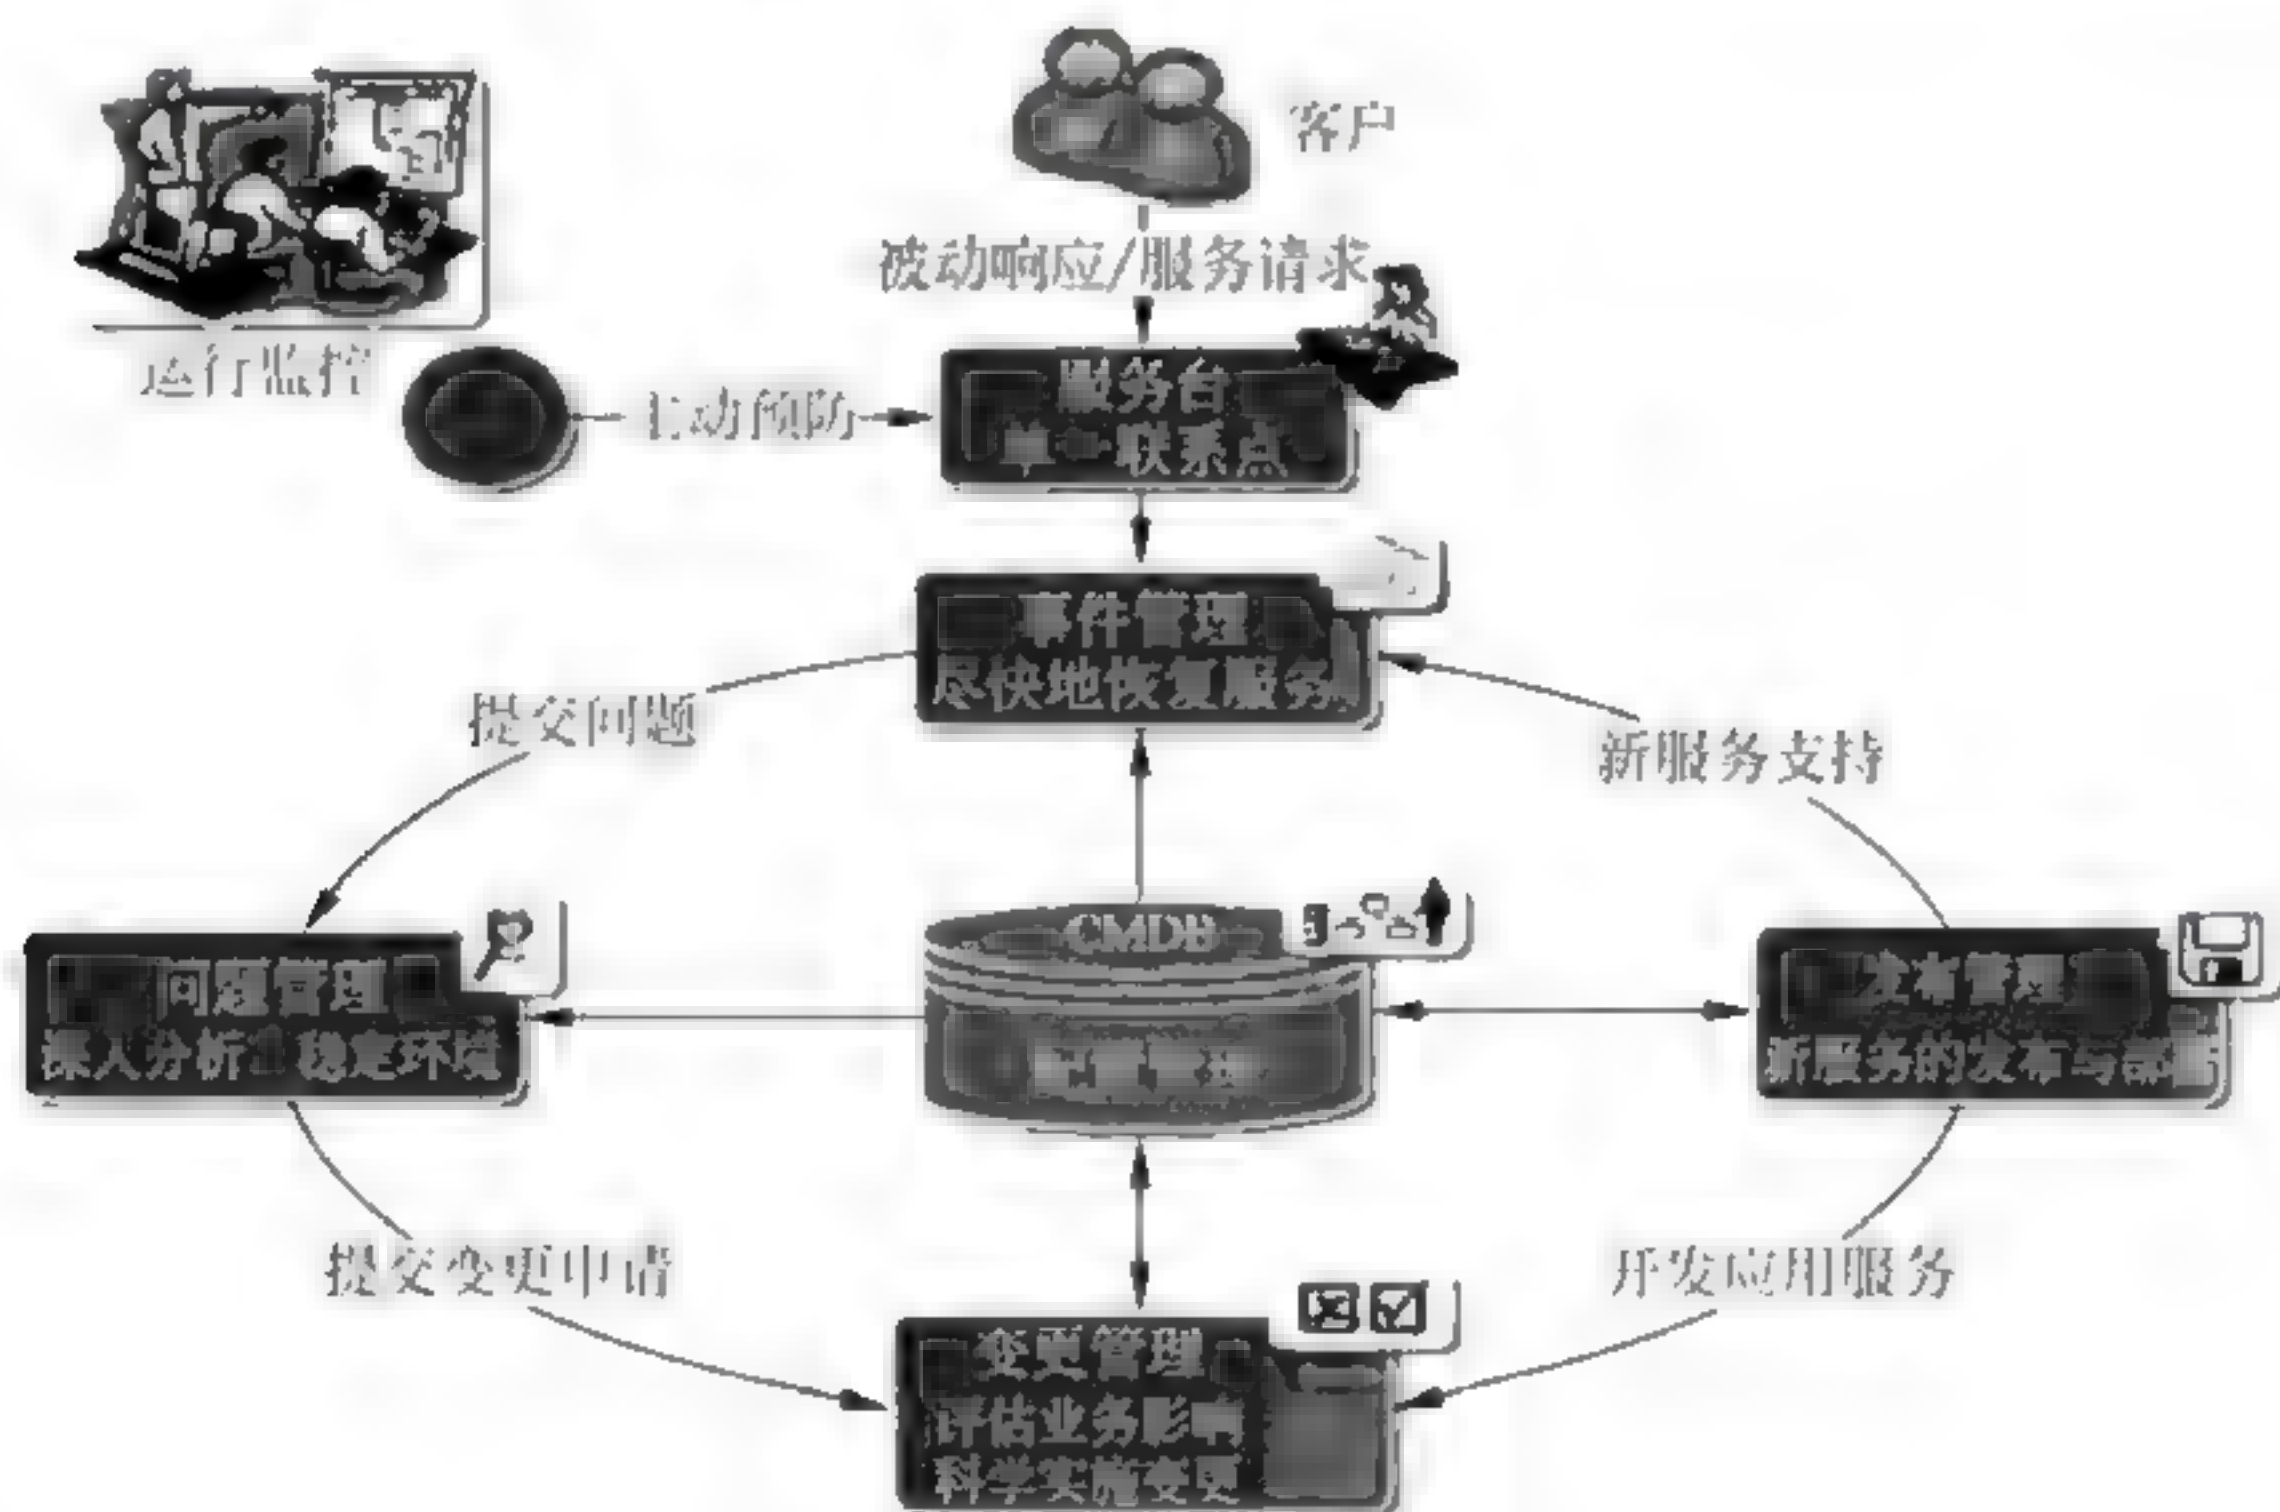 客户
被动响应/服务请求
运行监控
主动预防
服务台
联系点
事件管理
尽快地恢复服务
提交问题
新服务支持
CMDB
问题管理
深入分析 稳定环境
发布管理
新服务的发布与部
提交变更申请
开发应用服务
变更管理
评估业务影响
科学实施变更